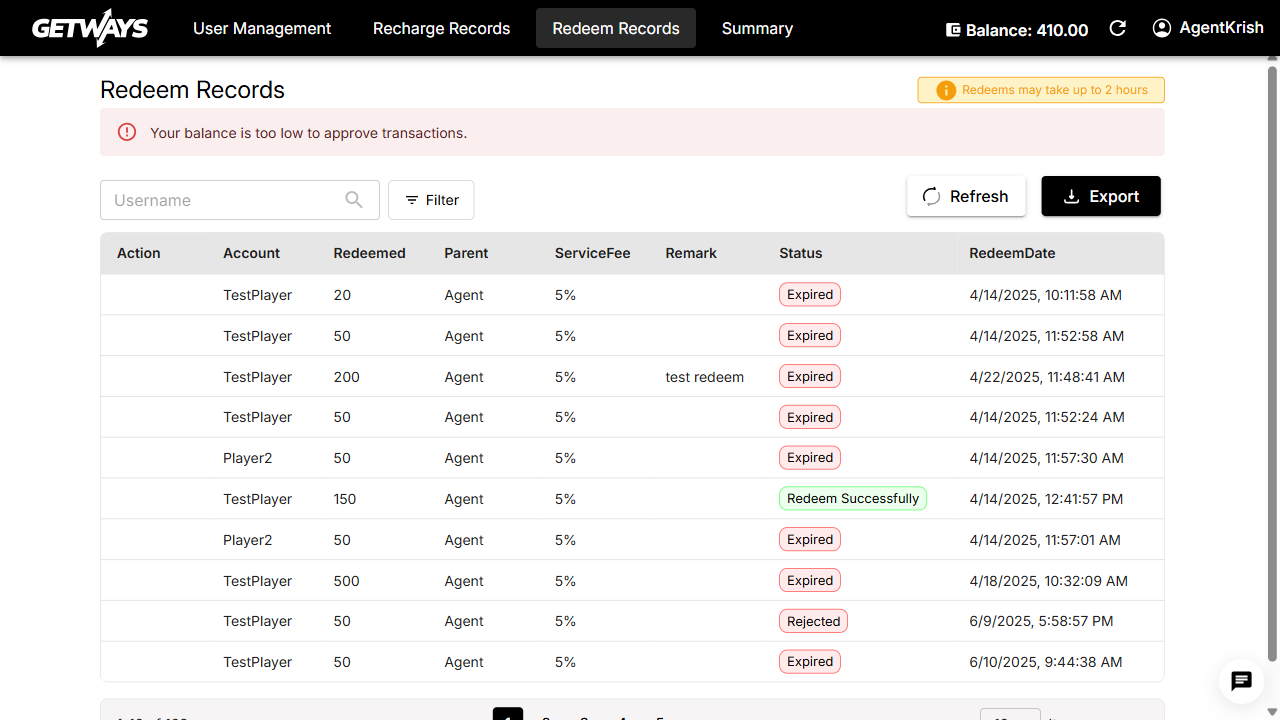 GETWAYS User Management Recharge Records Redeem Records Summary Balance: 410.00 AgentKrish
Redeem Records Redeems may take up to 2 hours
Your balance is too low to approve transactions.
Username Filter Refresh Export
Action Account Redeemed Parent ServiceFee Remark Status RedeemDate
TestPlayer 20 Agent 5% Expired 4/14/2025, 10:11:58 AM
TestPlayer 50 Agent 5% Expired 4/14/2025, 11:52:58 AM
TestPlayer 200 Agent 5% test redeem Expired 4/22/2025, 11:48:41 AM
TestPlayer 50 Agent 5% Expired 4/14/2025, 11:52:24 AM
Player2 50 Agent 5% Expired 4/14/2025, 11:57:30 AM
TestPlayer 150 Agent 5% Redeem Successfully 4/14/2025, 12:41:57 PM
Player2 50 Agent 5% Expired 4/14/2025, 11:57:01 AM
TestPlayer 500 Agent 5% Expired 4/18/2025, 10:32:09 AM
TestPlayer 50 Agent 5% Rejected 6/9/2025, 5:58:57 PM
TestPlayer 50 Agent 5% Expired 6/10/2025, 9:44:38 AM